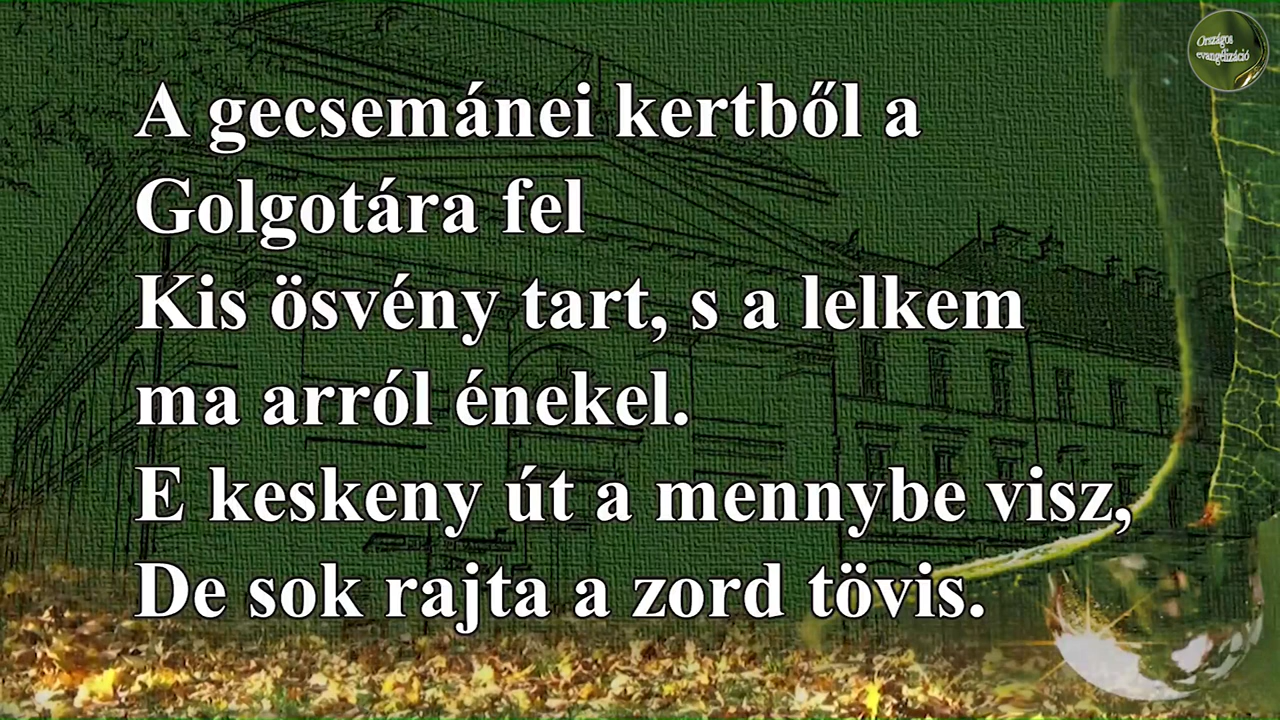 Országos
evangélizáció
A gecsemánei kertből a
Golgotára fel
Kis ösvény tart, s a lelkem
ma arról énekel.
E keskeny út a mennybe visz,
De sok rajta a zord tövis.